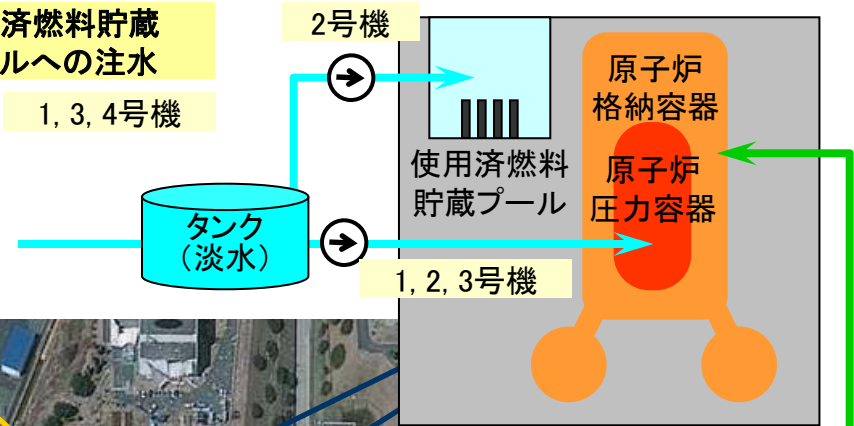 済燃料貯蔵
ルへの注水
2号機
1, 3, 4号機
原子炉
格納容器
使用済燃料
貯蔵プール
原子炉
圧力容器
タンク
（淡水）
1, 2, 3号機